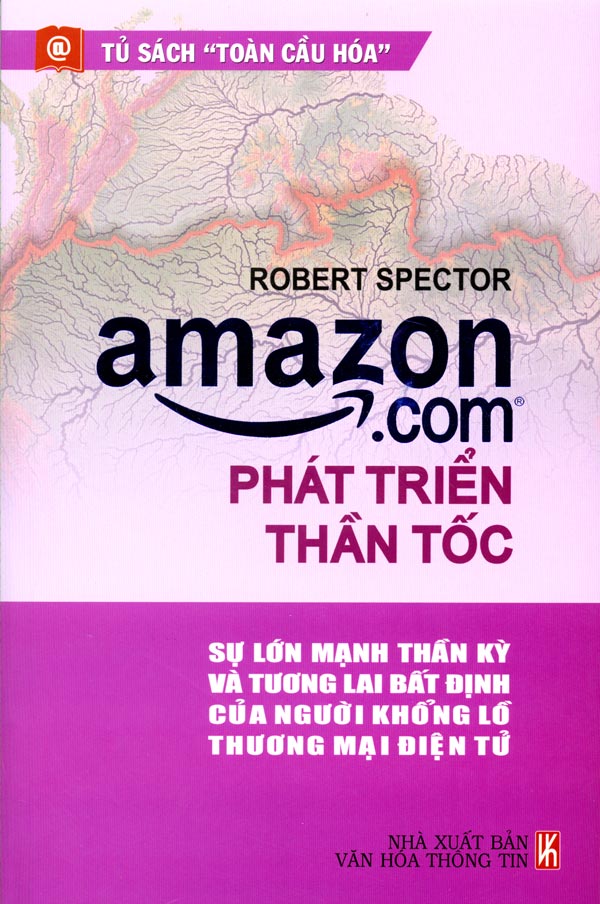 @ TỦ SÁCH “TOÀN CẦU HÓA”
ROBERT SPECTOR
amazon
.com®
PHÁT TRIỂN
THẦN TỐC
SỰ LỚN MẠNH THẦN KỲ
VÀ TƯƠNG LAI BẤT ĐỊNH
CỦA NGƯỜI KHỔNG LỒ
THƯƠNG MẠI ĐIỆN TỬ
NHÀ XUẤT BẢN
VĂN HÓA THÔNG TIN